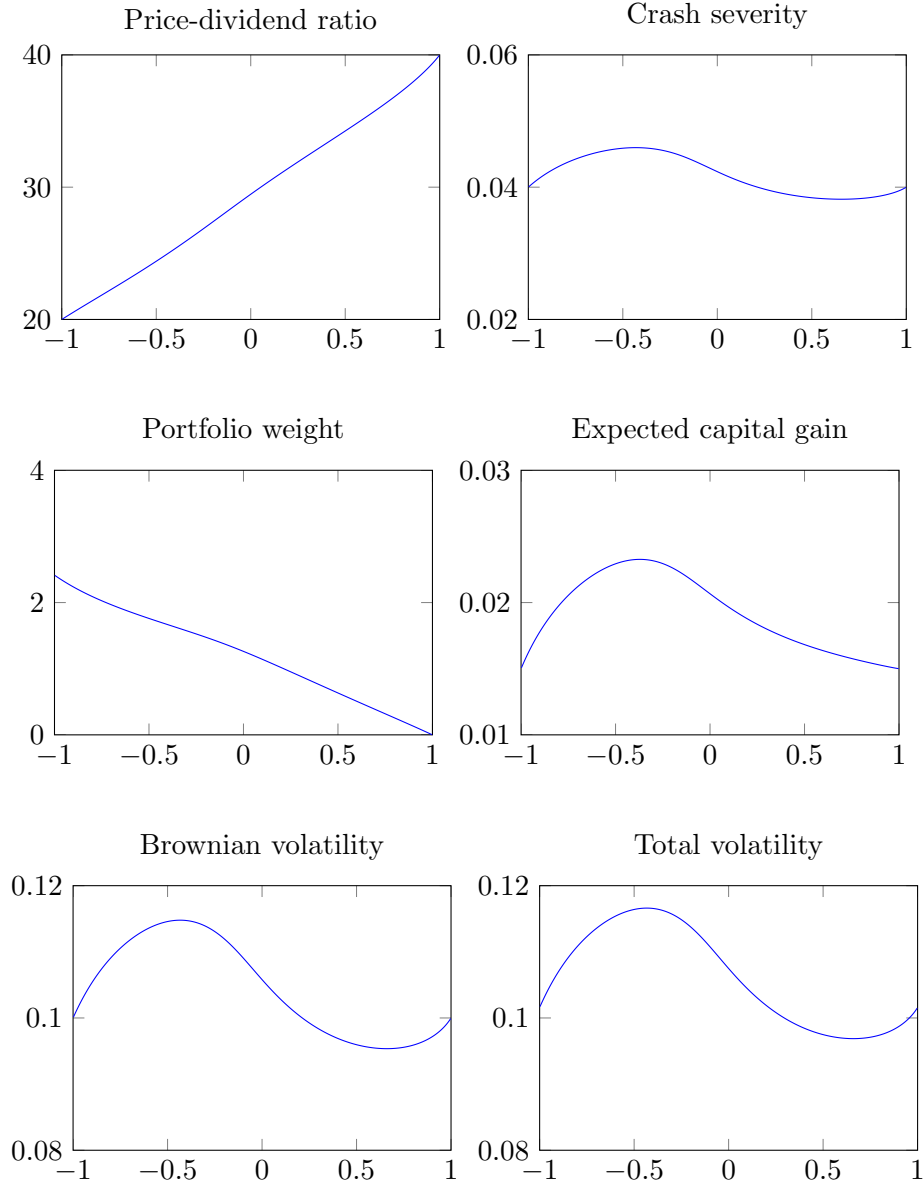 Price-dividend ratio
40
30
20
−1 −0.5 0 0.5 1
Crash severity
0.06
0.04
0.02
−1 −0.5 0 0.5 1
Portfolio weight
4
2
0
−1 −0.5 0 0.5 1
Expected capital gain
0.03
0.02
0.01
−1 −0.5 0 0.5 1
Brownian volatility
0.12
0.1
0.08
−1 −0.5 0 0.5 1
Total volatility
0.12
0.1
0.08
−1 −0.5 0 0.5 1